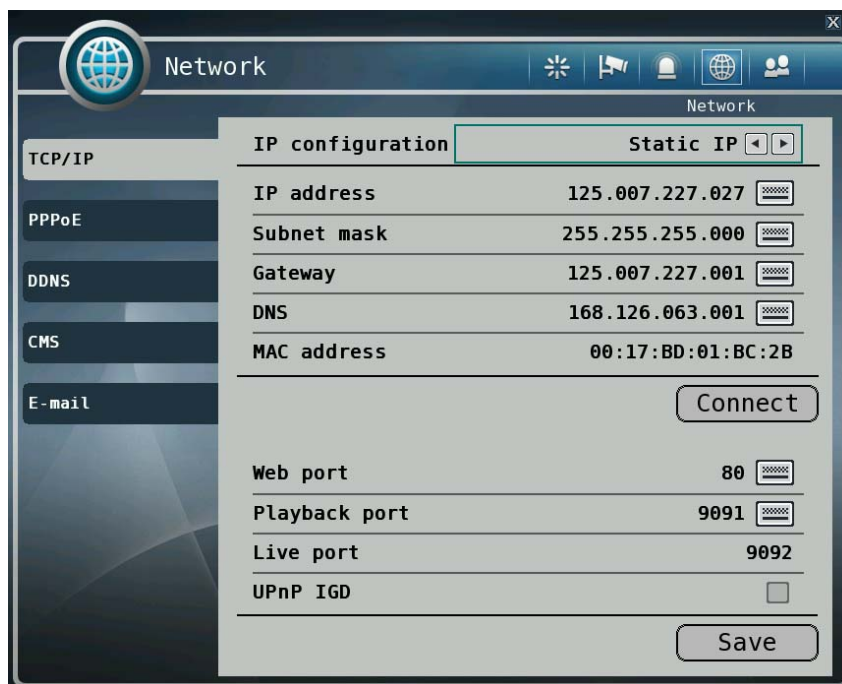 X
Network
Network
TCP/IP
PPPoE
DDNS
CMS
E-mail
IP configuration Static IP
IP address 125.007.227.027
Subnet mask 255.255.255.000
Gateway 125.007.227.001
DNS 168.126.063.001
MAC address 00:17:BD:01:BC:2B
Connect
Web port 80
Playback port 9091
Live port 9092
UPnP IGD
Save